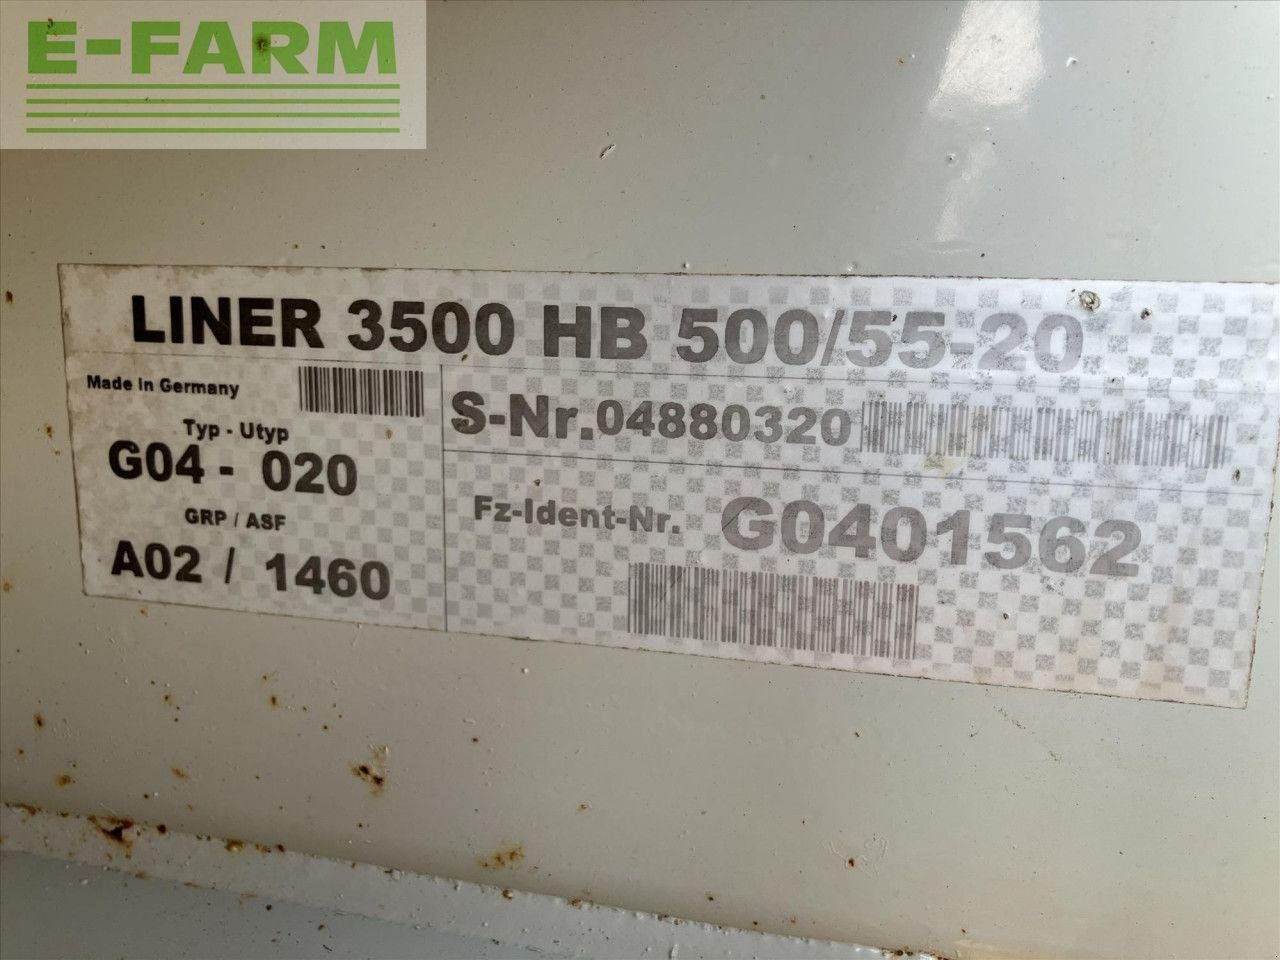 E-FARM
LINER 3500 HB 500/55-20
Made In Germany
Typ - Utyp
G04 - 020
GRP / ASF
A02 / 1460
S-Nr.04880320
Fz-Ident-Nr. G0401562